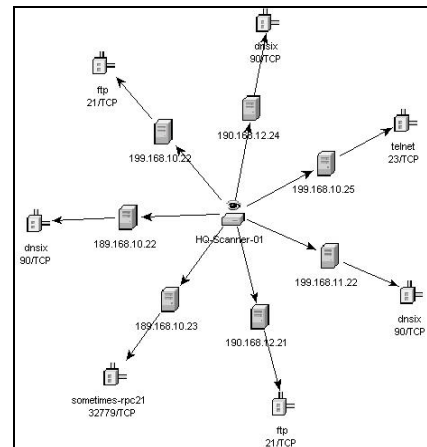 dnsix
90/TCP
ftp
21/TCP
190.168.12.24
199.168.10.22
telnet
23/TCP
199.168.10.25
189.168.10.22
HQ-Scanner-01
dnsix
90/TCP
199.168.11.22
189.168.10.23
190.168.12.21
dnsix
90/TCP
sometimes-rpc21
32779/TCP
ftp
21/TCP